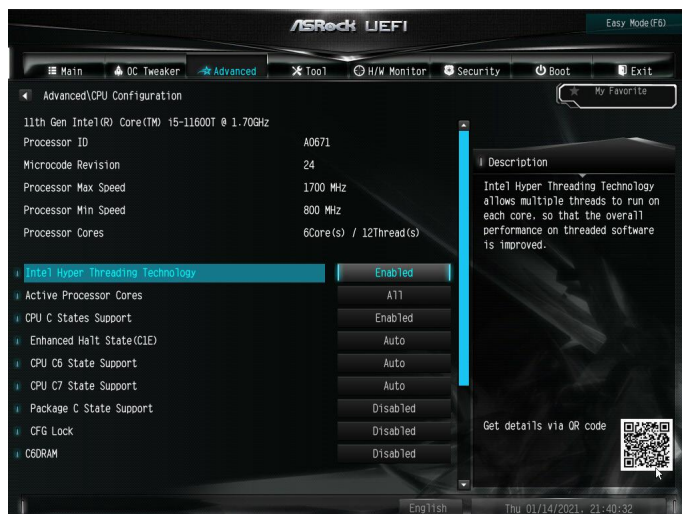 ASRock UEFI
Easy Mode(F6)
Main
OC Tweaker
Advanced
Tool
H/W Monitor
Security
Boot
Exit
Advanced\CPU Configuration
My Favorite
11th Gen Intel(R) Core(TM) i5-11600T @ 1.70GHz
Processor ID A0671
Microcode Revision 24
Processor Max Speed 1700 MHz
Processor Min Speed 800 MHz
Processor Cores 6Core(s) / 12Thread(s)
Intel Hyper Threading Technology Enabled
Active Processor Cores All
CPU C States Support Enabled
Enhanced Halt State(C1E) Auto
CPU C6 State Support Auto
CPU C7 State Support Auto
Package C State Support Disabled
CFG Lock Disabled
C6DRAM Disabled
Description
Intel Hyper Threading Technology
allows multiple threads to run on
each core, so that the overall
performance on threaded software
is improved.
Get details via QR code
English
Thu 01/14/2021, 21:40:32